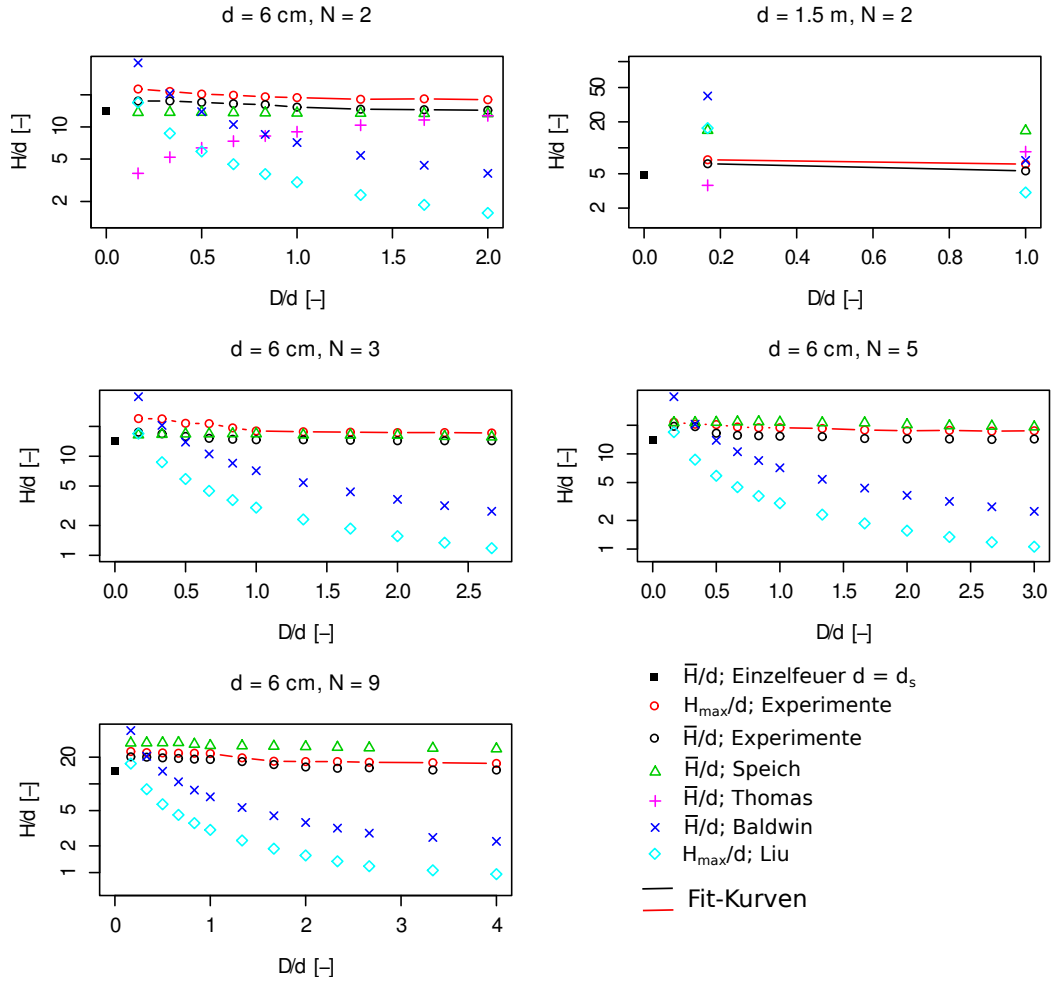 d = 6 cm, N = 2
H/d [–]
2
5
10
0.0 0.5 1.0 1.5 2.0
D/d [–]
d = 1.5 m, N = 2
H/d [–]
2
5
10
20
50
0.0 0.2 0.4 0.6 0.8 1.0
D/d [–]
d = 6 cm, N = 3
H/d [–]
1
2
5
10
0.0 0.5 1.0 1.5 2.0 2.5
D/d [–]
d = 6 cm, N = 5
H/d [–]
1
2
5
10
0.0 0.5 1.0 1.5 2.0 2.5 3.0
D/d [–]
d = 6 cm, N = 9
H/d [–]
1
2
5
20
0 1 2 3 4
D/d [–]
H̅/d; Einzelfeuer d = dₛ
Hₘₐₓ/d; Experimente
H̅/d; Experimente
H̅/d; Speich
H̅/d; Thomas
H̅/d; Baldwin
Hₘₐₓ/d; Liu
Fit-Kurven